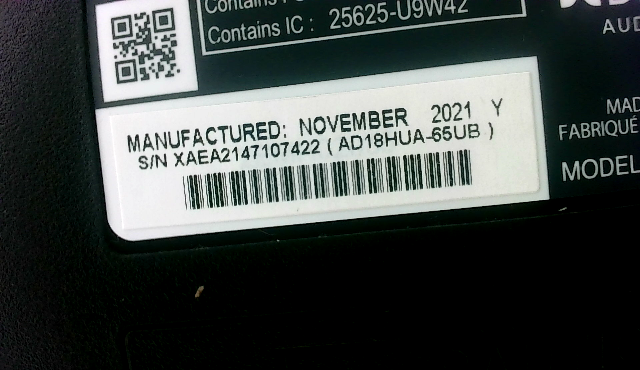 Contains IC : 25625-U9W42
MANUFACTURED: NOVEMBER 2021 Y
S/N XAEA2147107422 ( AD18HUA-65UB )
AUD
MAD
FABRIQUÉ
MODEL